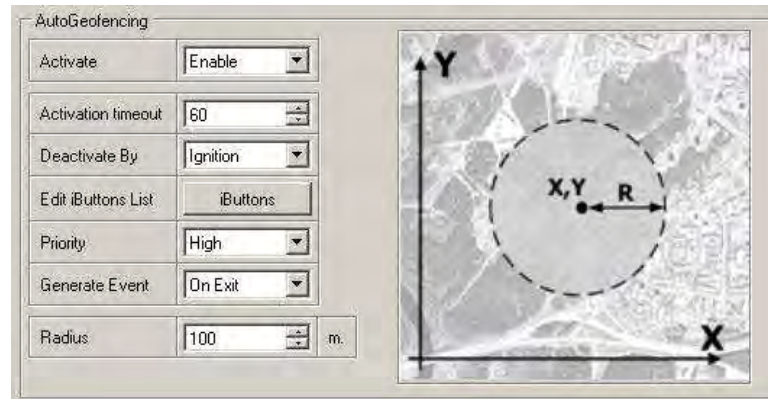 AutoGeofencing
Activate Enable
Activation timeout 60
Deactivate By Ignition
Edit iButtons List iButtons
Priority High
Generate Event On Exit
Radius 100 m.
Y
X,Y R
X